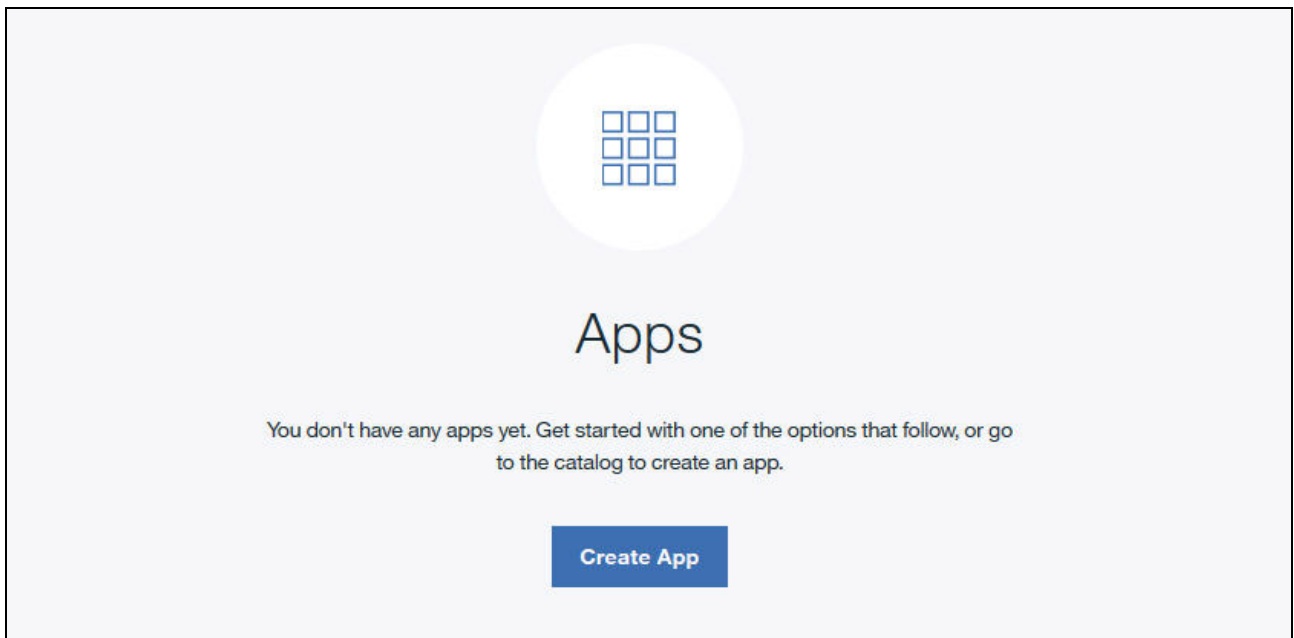 Apps
You don't have any apps yet. Get started with one of the options that follow, or go
to the catalog to create an app.
Create App